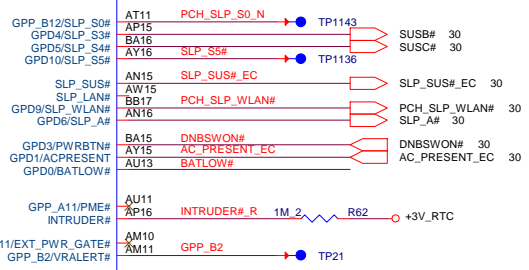 GPP_B12/SLP_S0# AT11 PCH_SLP_S0_N TP1143
GPD4/SLP_S3# AP15 SUSB# 30
GPD5/SLP_S4# BA16 SUSC# 30
GPD10/SLP_S5# AY16 SLP_S5# TP1136
SLP_SUS# AN15 SLP_SUS#_EC SLP_SUS#_EC 30
SLP_LAN# AW15
GPD9/SLP_WLAN# BB17 PCH_SLP_WLAN# PCH_SLP_WLAN# 30
GPD6/SLP_A# AN16 SLP_A# 30
GPD3/PWRBTN# BA15 DNBSWON# DNBSWON# 30
GPD1/ACPRESENT AY15 AC_PRESENT_EC AC_PRESENT_EC 30
GPD0/BATLOW# AU13 BATLOW#
GPP_A11/PME# AU11
INTRUDER# AP16 INTRUDER#_R 1M_2 R62 +3V_RTC
11/EXT_PWR_GATE# AM10
GPP_B2/VRALERT# AM11 GPP_B2 TP21